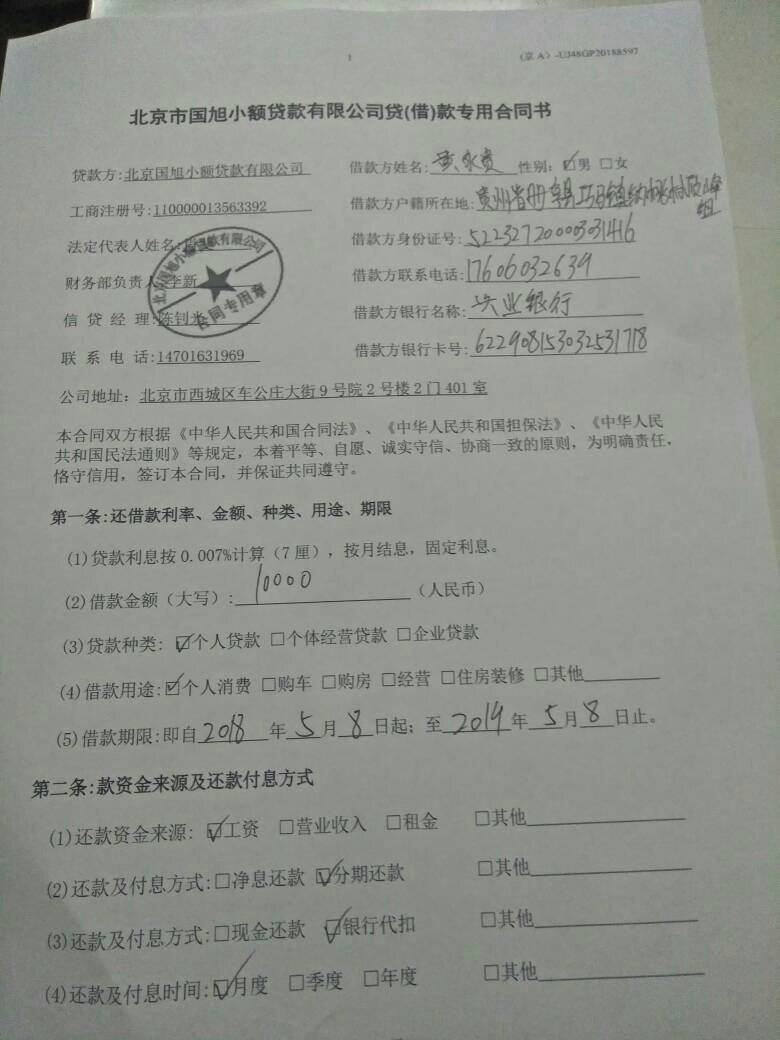 1
(京 A) -UJ48GP20188597
北京市国旭小额贷款有限公司贷(借)款专用合同书
贷款方:北京国旭小额贷款有限公司
借款方姓名: 性别:☑男 □女
工商注册号:110000013563392
借款方户籍所在地:贵州省册亨县
法定代表人姓名:
借款方身份证号:522327200003031416
财务部负责人:李新
借款方联系电话:17606032639
信 贷 经 理:陈钊光
借款方银行名称:兴业银行
联 系 电 话:14701631969
借款方银行卡号:622908153032531718
北京国旭小额贷款有限公司
合同专用章
公司地址: 北京市西城区车公庄大街 9 号院 2 号楼 2 门 401 室
本合同双方根据《中华人民共和国合同法》、《中华人民共和国担保法》、《中华人民
共和国民法通则》等规定，本着平等、自愿、诚实守信、协商一致的原则，为明确责任，
恪守信用，签订本合同，并保证共同遵守。
第一条:还借款利率、金额、种类、用途、期限
(1)贷款利息按 0.007%计算（7 厘），按月结息，固定利息。
(2)借款金额（大写）:10000（人民币）
(3)贷款种类: ☑个人贷款 □个体经营贷款 □企业贷款
(4)借款用途:☑个人消费 □购车 □购房 □经营 □住房装修 □其他
(5)借款期限:即自 2018 年 5 月 8 日起; 至 2019 年 5 月 8 日止。
第二条:款资金来源及还款付息方式
(1)还款资金来源: ☑工资 □营业收入 □租金 □其他
(2)还款及付息方式:□净息还款 ☑分期还款 □其他
(3)还款及付息方式:□现金还款 ☑银行代扣 □其他
(4)还款及付息时间:☑月度 □季度 □年度 □其他